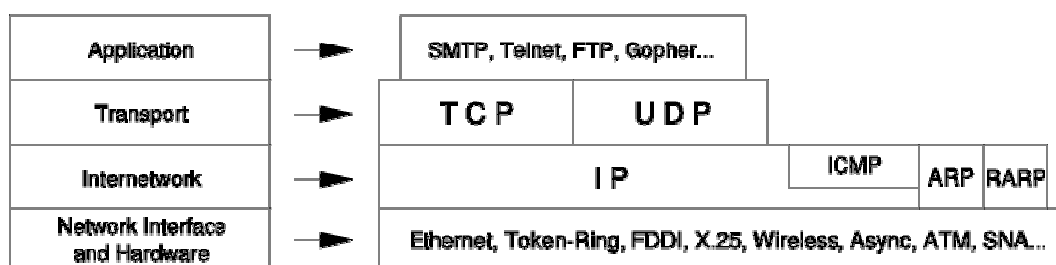 Application
SMTP, Telnet, FTP, Gopher...
Transport
TCP
UDP
Internetwork
IP
ICMP
ARP
RARP
Network Interface
and Hardware
Ethernet, Token-Ring, FDDI, X.25, Wireless, Async, ATM, SNA...